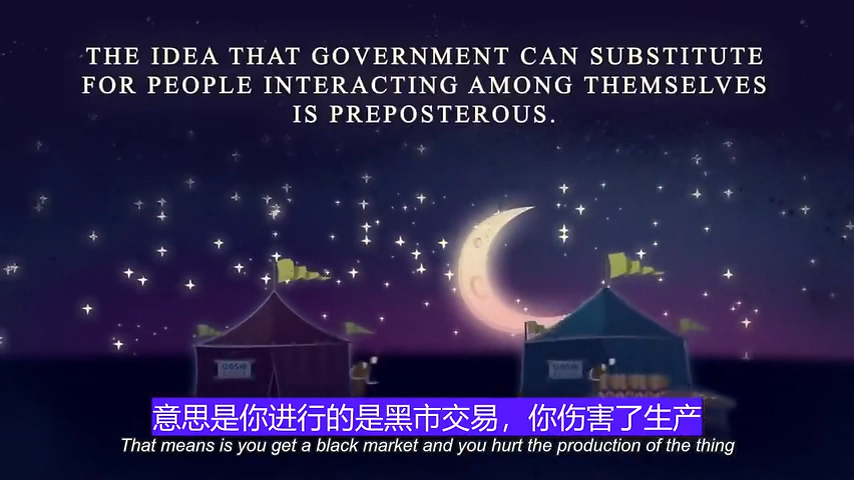 THE IDEA THAT GOVERNMENT CAN SUBSTITUTE
FOR PEOPLE INTERACTING AMONG THEMSELVES
IS PREPOSTEROUS.
意思是你进行的是黑市交易，你伤害了生产
That means is you get a black market and you hurt the production of the thing